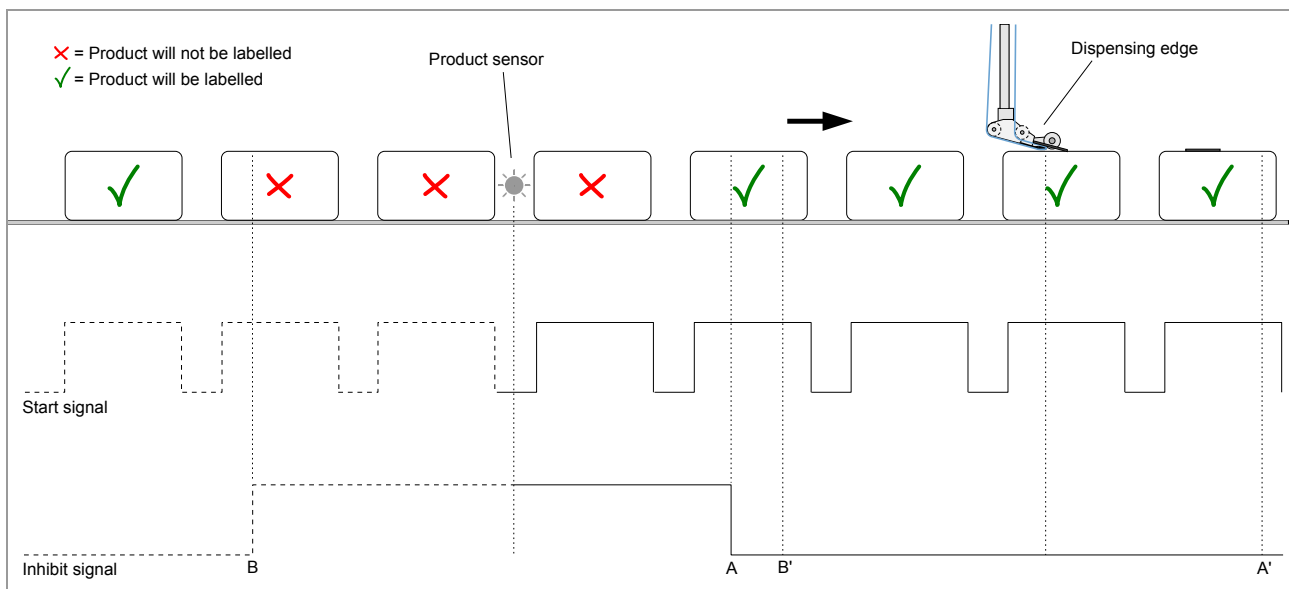 = Product will not be labelled
= Product will be labelled
Product sensor
Dispensing edge
Start signal
Inhibit signal
B
A
B'
A'